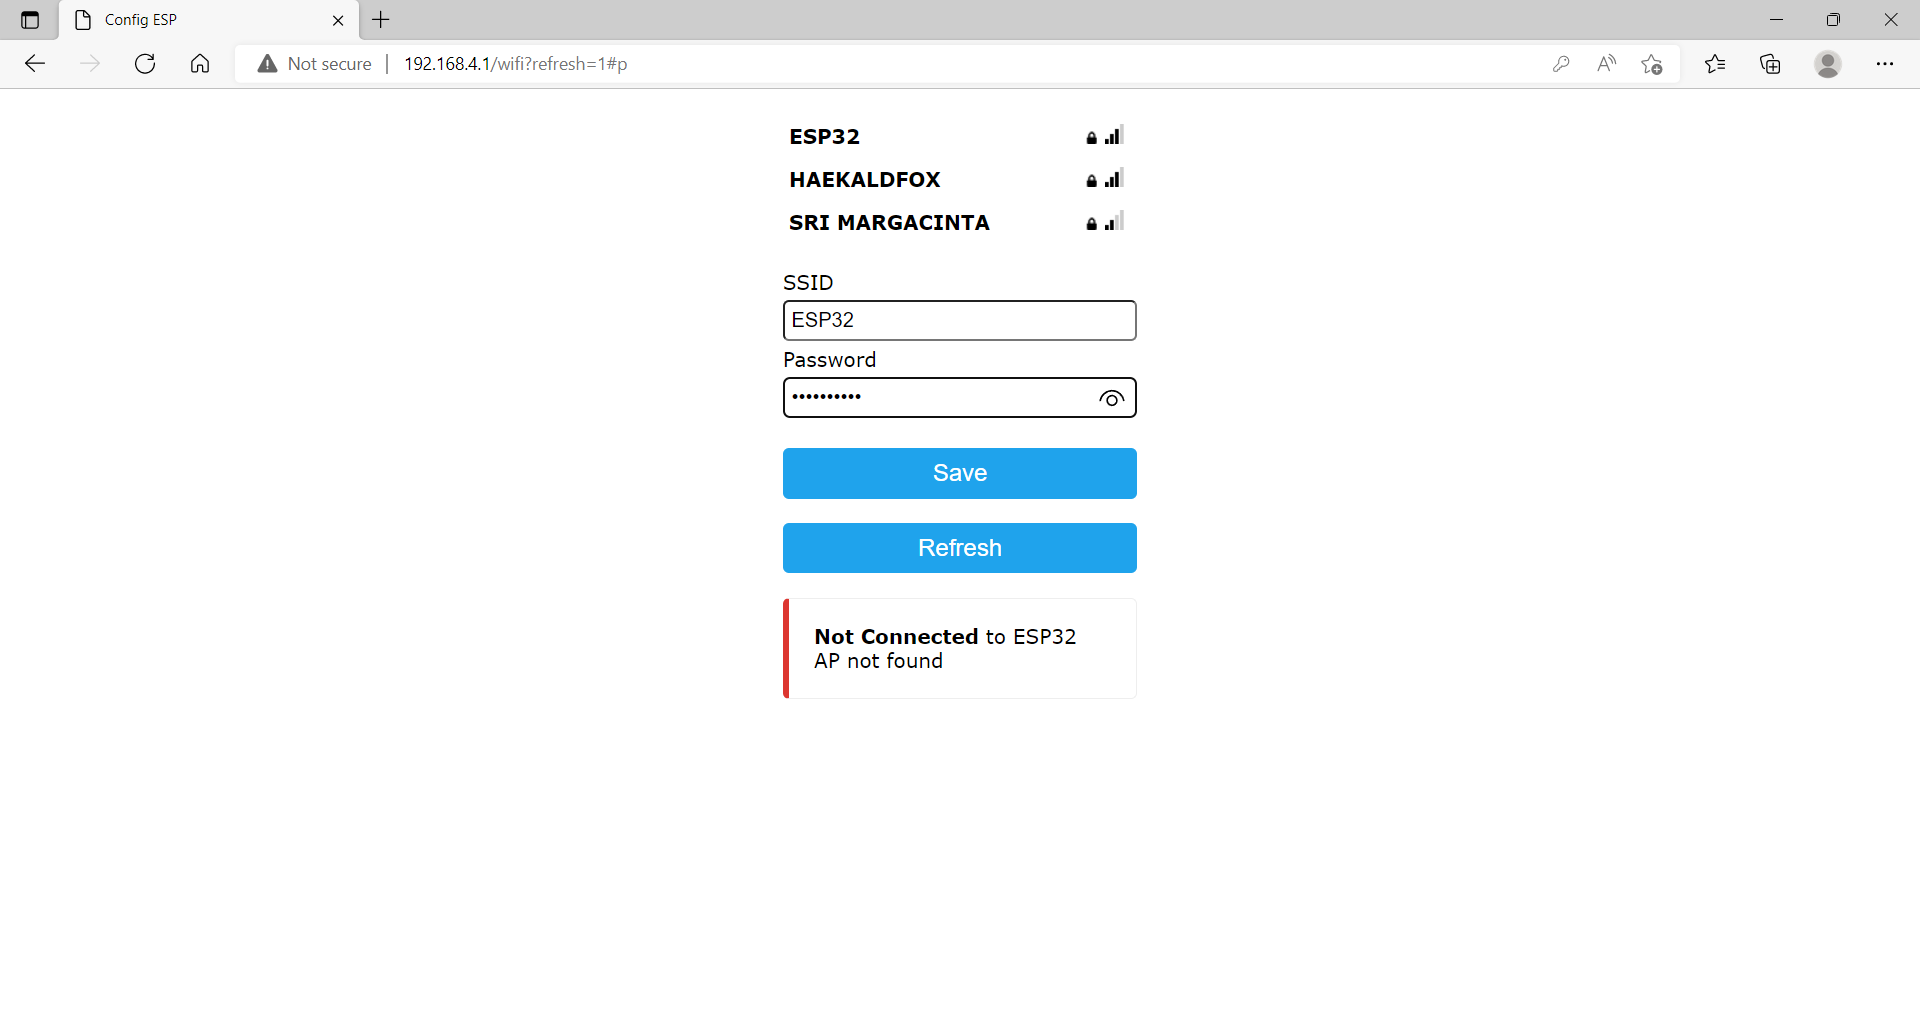 Config ESP
Not secure
192.168.4.1/wifi?refresh=1#p
ESP32
HAEKALDFOX
SRI MARGACINTA
SSID
ESP32
Password
••••••••••
Save
Refresh
Not Connected to ESP32
AP not found